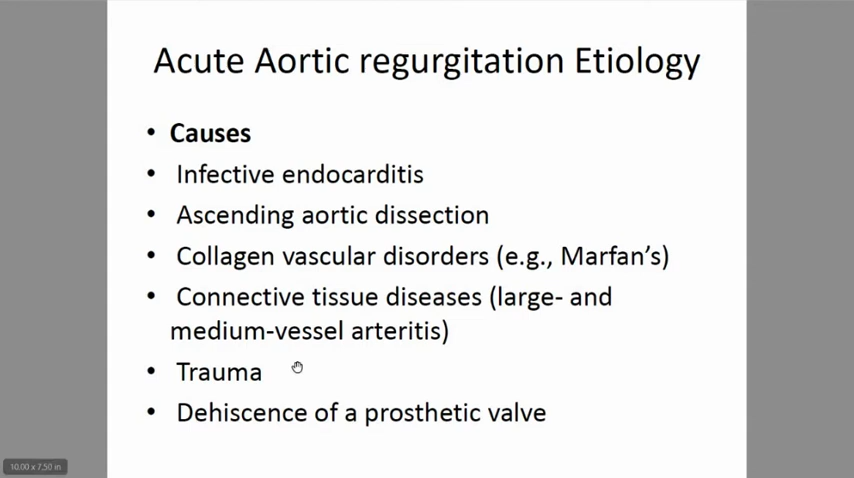 Acute Aortic regurgitation Etiology
• Causes
• Infective endocarditis
• Ascending aortic dissection
• Collagen vascular disorders (e.g., Marfan’s)
• Connective tissue diseases (large- and
medium-vessel arteritis)
• Trauma
• Dehiscence of a prosthetic valve
10.00 x 7.50 in